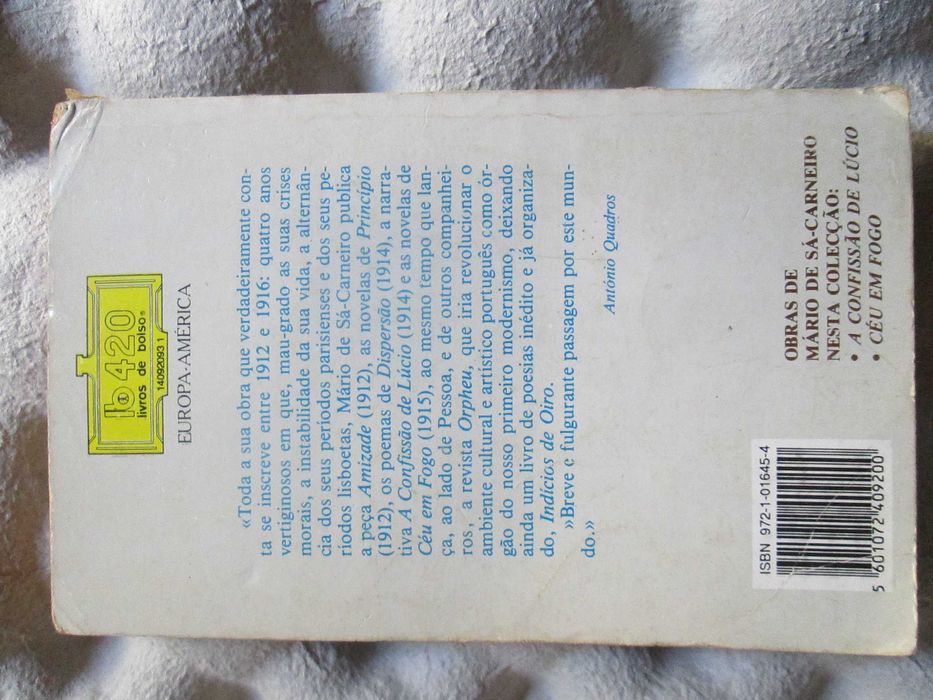 lb 420
livros de bolso®
14092093 1
EUROPA-AMÉRICA
«Toda a sua obra que verdadeiramente con-
ta se inscreve entre 1912 e 1916: quatro anos
vertiginosos em que, mau-grado as suas crises
morais, a instabilidade da sua vida, a alternân-
cia dos seus períodos parisienses e dos seus pe-
ríodos lisboetas, Mário de Sá-Carneiro publica
a peça Amizade (1912), as novelas de Princípio
(1912), os poemas de Dispersão (1914), a narra-
tiva A Confissão de Lúcio (1914) e as novelas de
Céu em Fogo (1915), ao mesmo tempo que lan-
ça, ao lado de Pessoa, e de outros companhei-
ros, a revista Orpheu, que iria revolucionar o
ambiente cultural e artístico português como ór-
gão do nosso primeiro modernismo, deixando
ainda um livro de poesias inédito e já organiza-
do, Indícios de Oiro.
»Breve e fulgurante passagem por este mun-
do.»
António Quadros
OBRAS DE
MÁRIO DE SÁ-CARNEIRO
NESTA COLECÇÃO:
• A CONFISSÃO DE LÚCIO
• CÉU EM FOGO
ISBN 972-1-01645-4
5 601072 409200